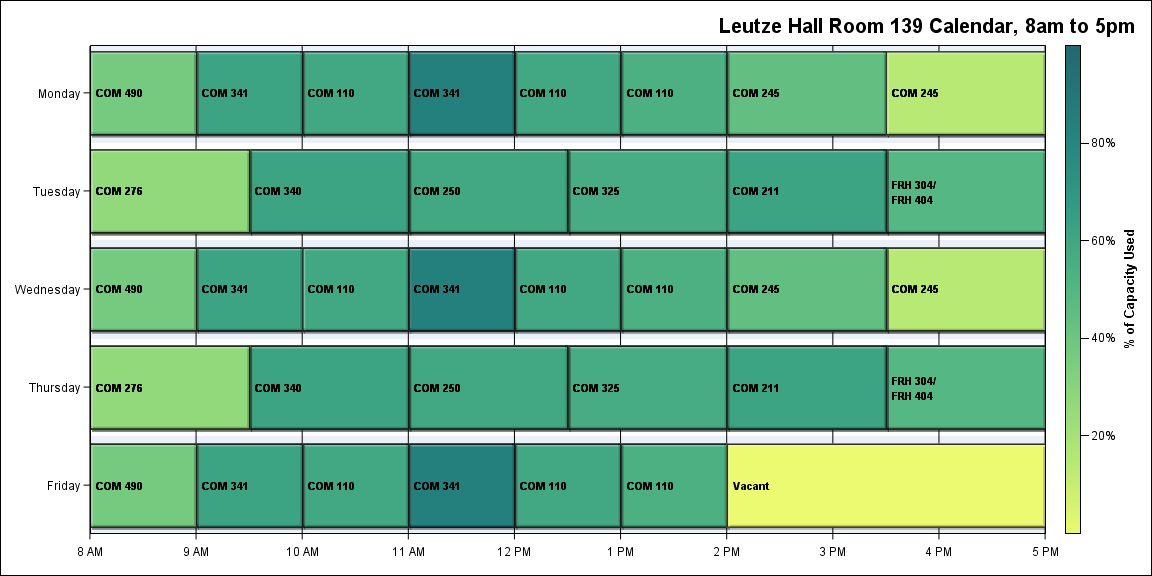 Leutze Hall Room 139 Calendar, 8am to 5pm
Monday
COM 490
COM 341
COM 110
COM 341
COM 110
COM 110
COM 245
COM 245
Tuesday
COM 276
COM 340
COM 250
COM 325
COM 211
FRH 304/
FRH 404
Wednesday
COM 490
COM 341
COM 110
COM 341
COM 110
COM 110
COM 245
COM 245
Thursday
COM 276
COM 340
COM 250
COM 325
COM 211
FRH 304/
FRH 404
Friday
COM 490
COM 341
COM 110
COM 341
COM 110
COM 110
Vacant
8 AM
9 AM
10 AM
11 AM
12 PM
1 PM
2 PM
3 PM
4 PM
5 PM
80%
60%
40%
20%
% of Capacity Used